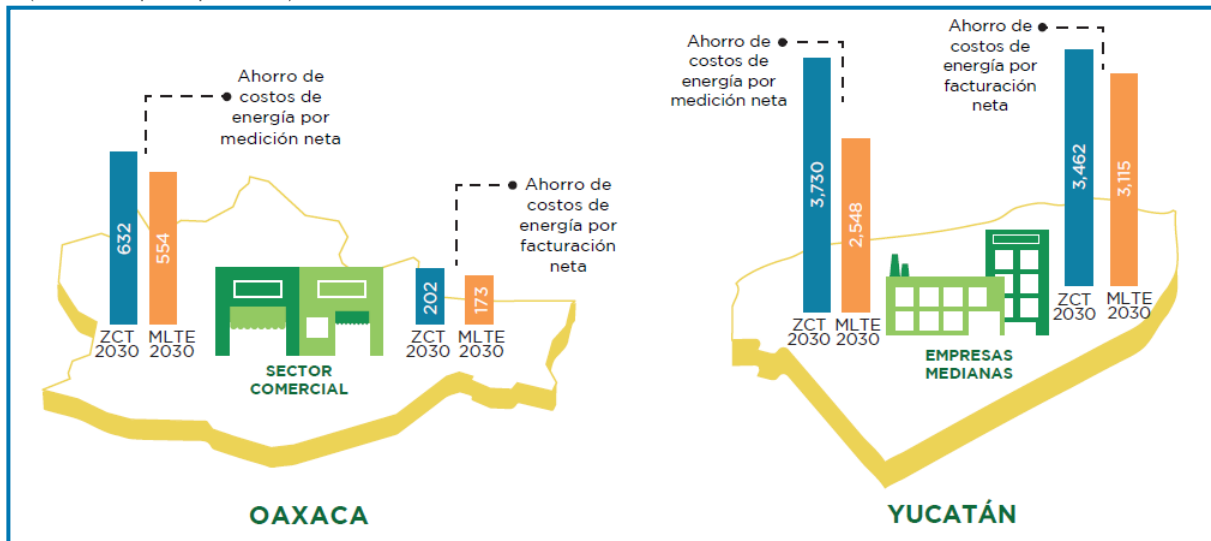 Ahorro de
costos de
energía por
medición neta
632
554
ZCT
2030
MLTE
2030
SECTOR
COMERCIAL
Ahorro de
costos de
energía por
facturación
neta
202
173
ZCT
2030
MLTE
2030
OAXACA
Ahorro de
costos de
energía por
medición neta
3,730
2,548
ZCT
2030
MLTE
2030
EMPRESAS
MEDIANAS
Ahorro de
costos de
energía por
facturación
neta
3,462
3,115
ZCT
2030
MLTE
2030
YUCATÁN